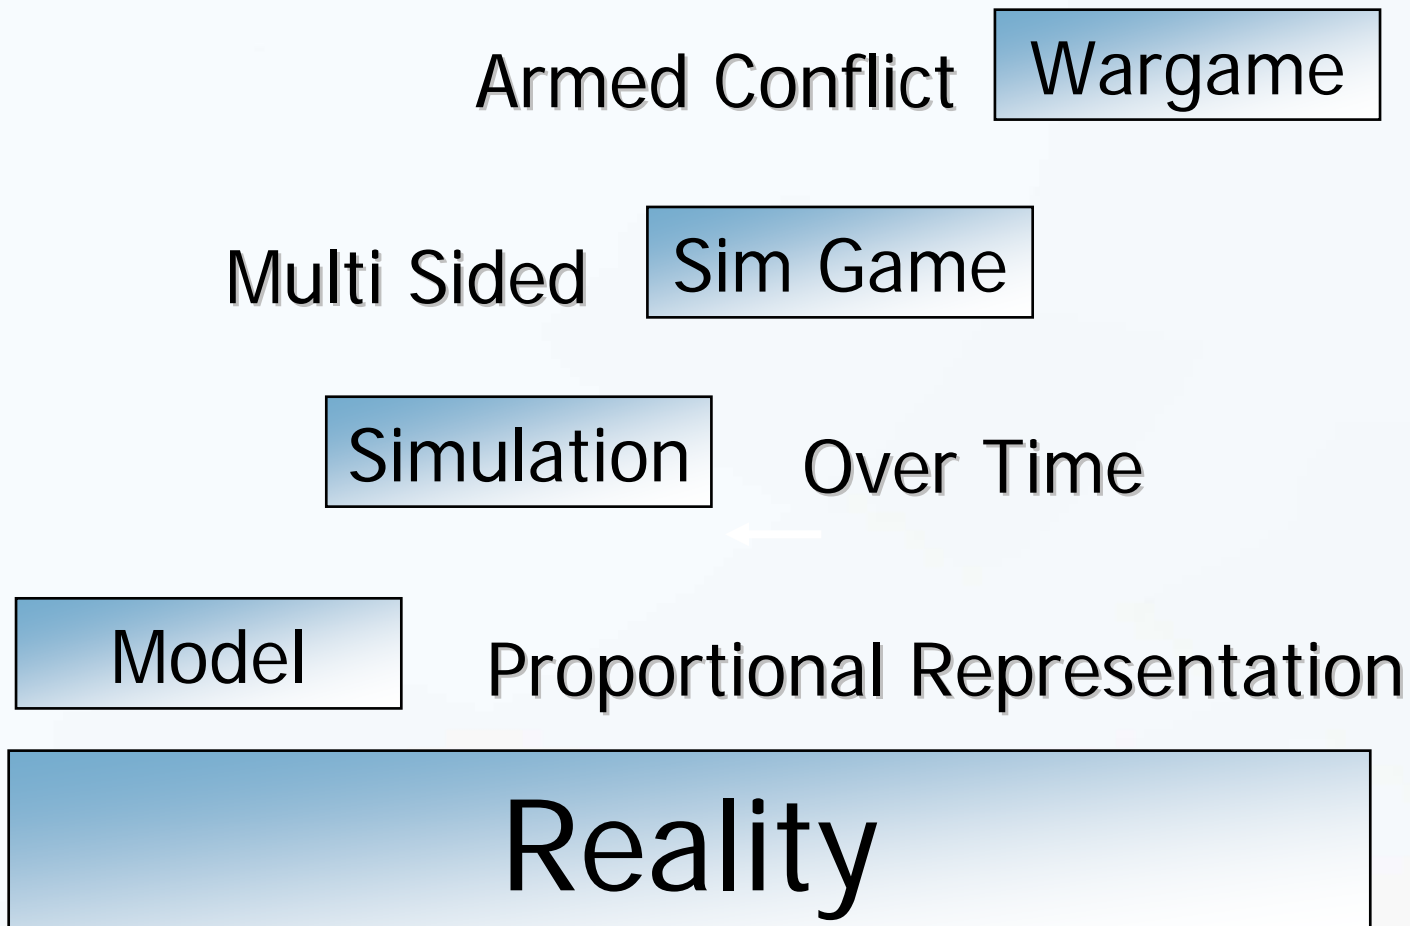 Armed Conflict Wargame
Multi Sided Sim Game
Simulation Over Time
Model Proportional Representation
Reality